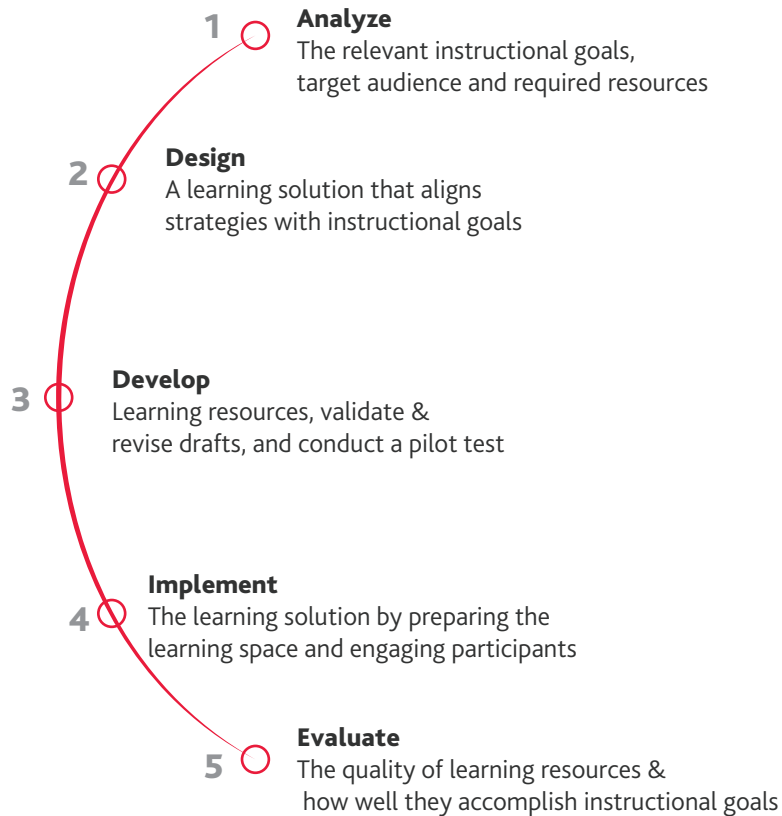 1
Analyze
The relevant instructional goals,
target audience and required resources
2
Design
A learning solution that aligns
strategies with instructional goals
3
Develop
Learning resources, validate &
revise drafts, and conduct a pilot test
4
Implement
The learning solution by preparing the
learning space and engaging participants
5
Evaluate
The quality of learning resources &
how well they accomplish instructional goals